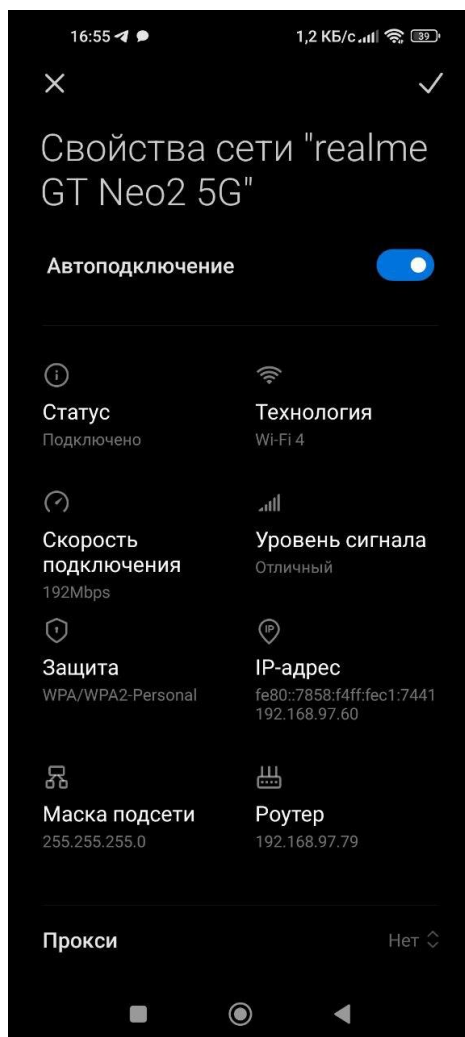 16:55 1,2 КБ/с 39
Свойства сети "realme
GT Neo2 5G"
Автоподключение
Статус
Подключено
Технология
Wi-Fi 4
Скорость
подключения
192Mbps
Уровень сигнала
Отличный
Защита
WPA/WPA2-Personal
IP
IP-адрес
fe80::7858:f4ff:fec1:7441
192.168.97.60
Маска подсети
255.255.255.0
Роутер
192.168.97.79
Прокси Нет